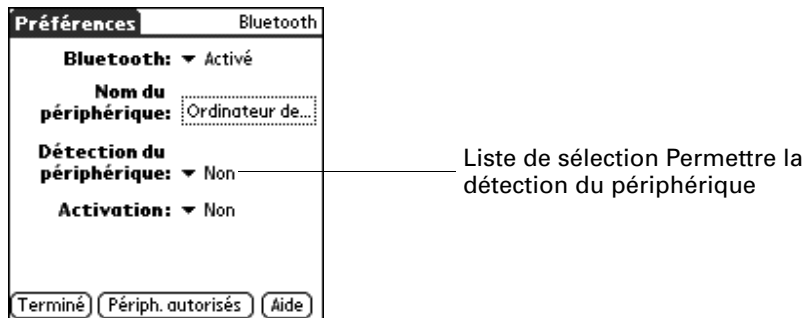 Préférences Bluetooth
Bluetooth: Activé
Nom du
périphérique: Ordinateur de...
Détection du
périphérique: Non
Liste de sélection Permettre la
détection du périphérique
Activation: Non
Terminé Périph. autorisés Aide